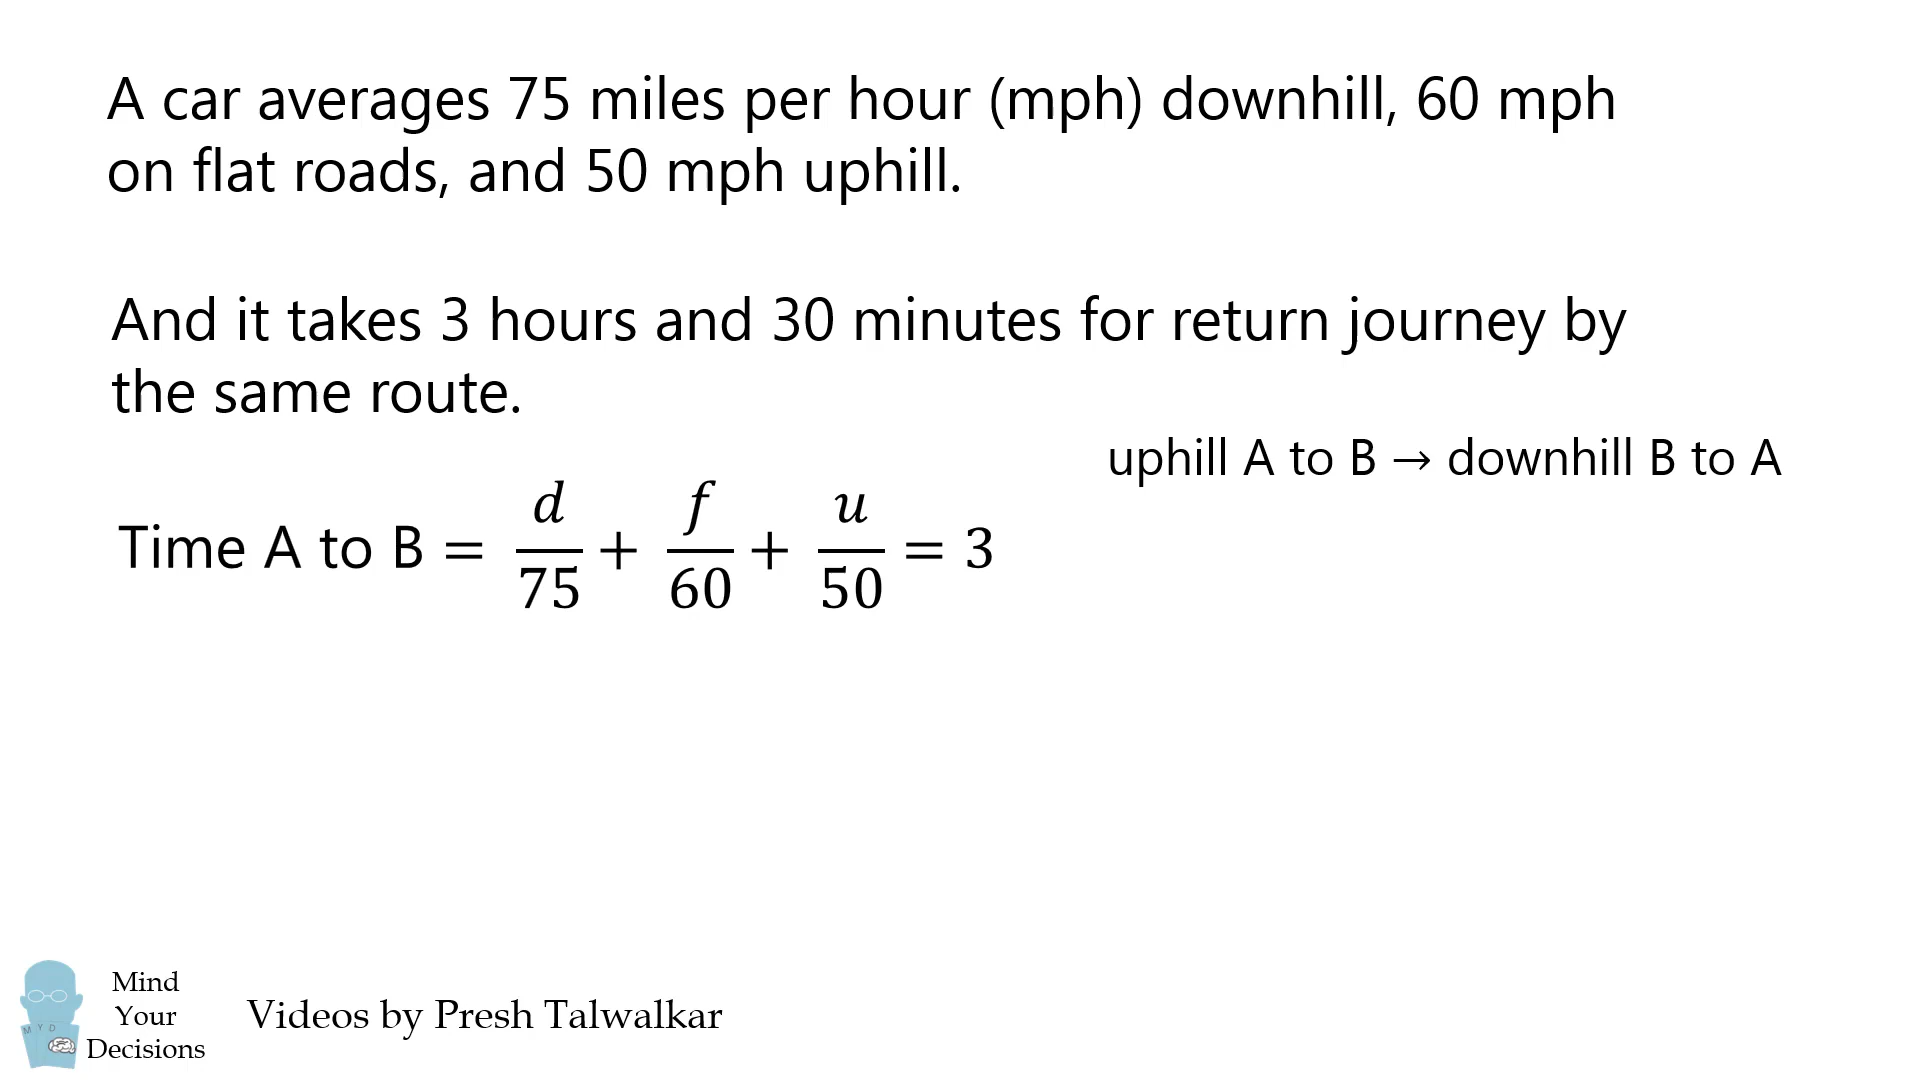 A car averages 75 miles per hour (mph) downhill, 60 mph
on flat roads, and 50 mph uphill.
And it takes 3 hours and 30 minutes for return journey by
the same route.
uphill A to B → downhill B to A
Time A to B = d/75 + f/60 + u/50 = 3
M Y D
Mind
Your
Decisions
Videos by Presh Talwalkar